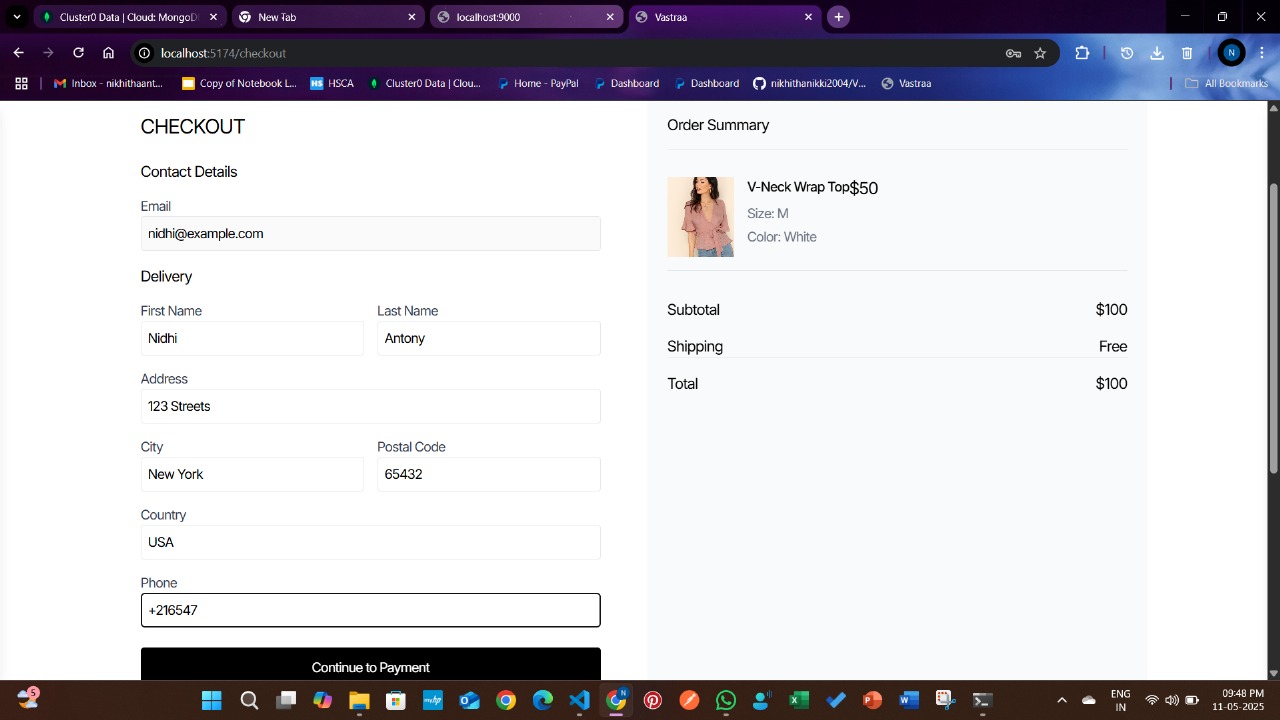 Cluster0 Data | Cloud: MongoD
New Tab
localhost:9000
Vastraa
localhost:5174/checkout
N
Inbox - nikhithaant...
Copy of Notebook L...
HS HSCA
Cluster0 Data | Clou...
Home - PayPal
Dashboard
Dashboard
nikhithanikki2004/V...
Vastraa
All Bookmarks
CHECKOUT
Contact Details
Email
nidhi@example.com
Delivery
First Name
Last Name
Nidhi
Antony
Address
123 Streets
City
Postal Code
New York
65432
Country
USA
Phone
+216547
Continue to Payment
Order Summary
V-Neck Wrap Top$50
Size: M
Color: White
Subtotal
$100
Shipping
Free
Total
$100
5
ENG
IN
09:48 PM
11-05-2025